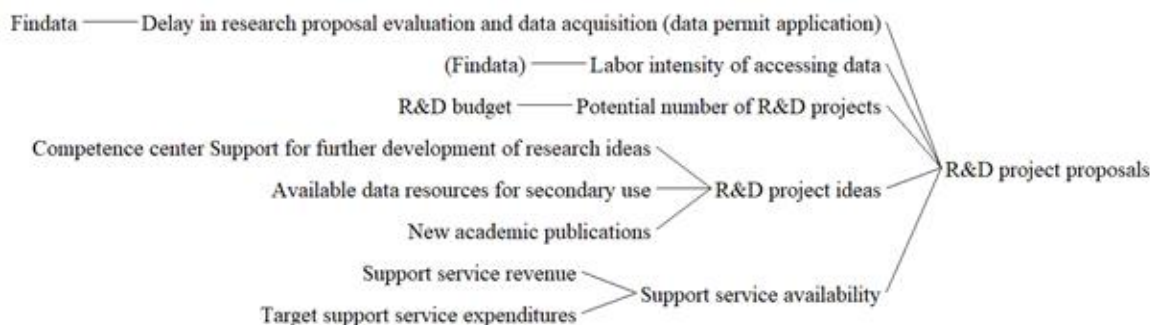 Findata Delay in research proposal evaluation and data acquisition (data permit application)
(Findata) Labor intensity of accessing data
R&D budget Potential number of R&D projects
Competence center Support for further development of research ideas
Available data resources for secondary use
New academic publications
R&D project ideas
Support service revenue
Target support service expenditures
Support service availability
R&D project proposals